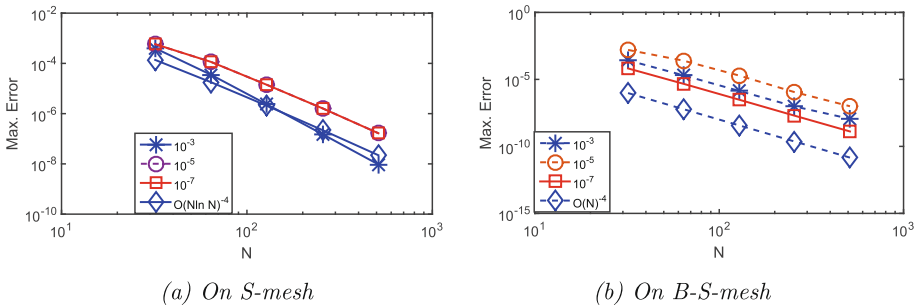 10^-2
10^-4
10^-6
10^-8
10^-10
Max. Error
10^-3
10^-5
10^-7
O(Nln N)^-4
10^1
10^2
10^3
N
(a) On S-mesh
10^0
10^-5
10^-10
10^-15
Max. Error
10^-3
10^-5
10^-7
O(N)^-4
10^1
10^2
10^3
N
(b) On B-S-mesh